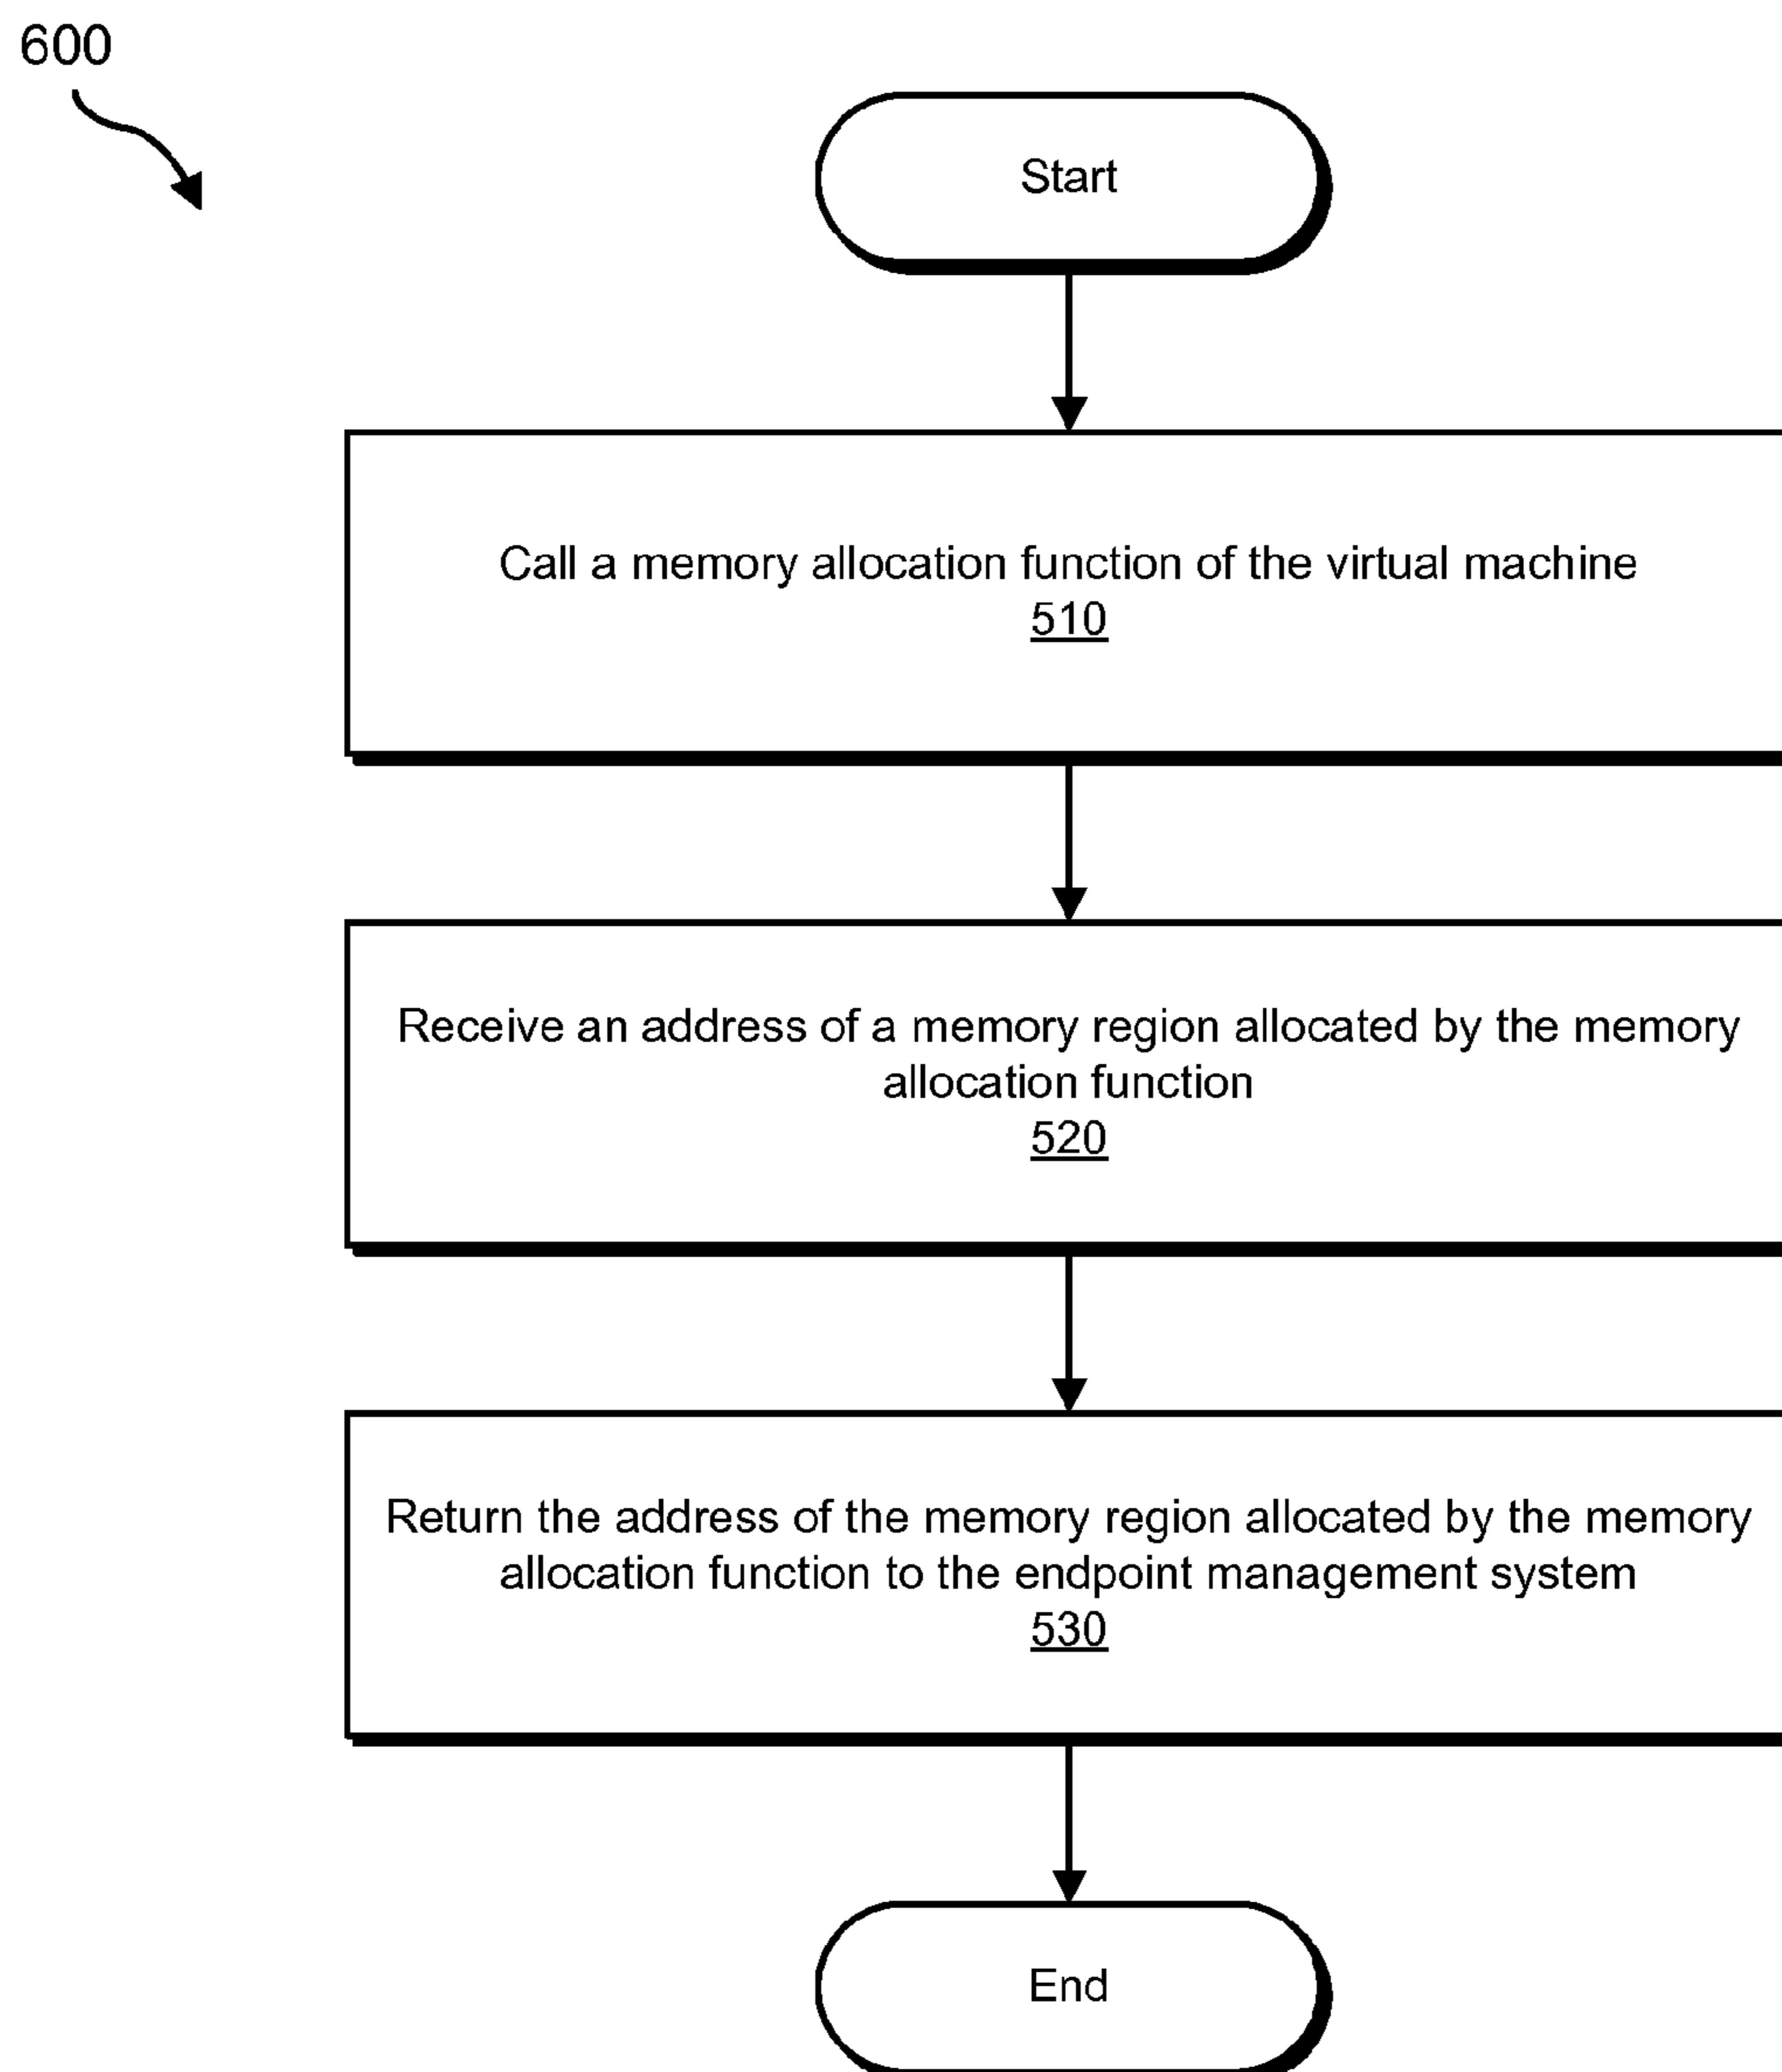 600
Start
Call a memory allocation function of the virtual machine
510
Receive an address of a memory region allocated by the memory
allocation function
520
Return the address of the memory region allocated by the memory
allocation function to the endpoint management system
530
End